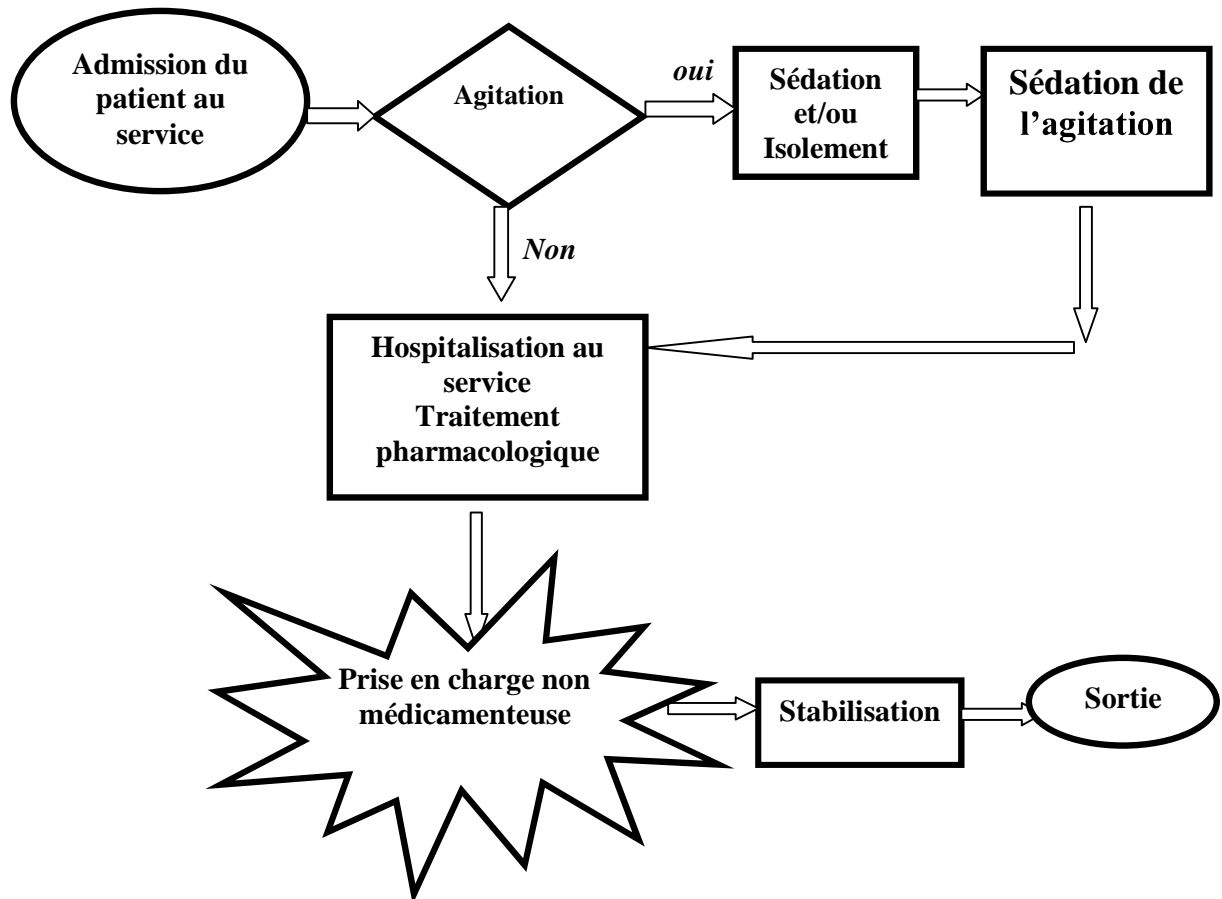 Admission du
patient au
service
Agitation
oui
Sédation
et/ou
Isolement
Sédation de
l’agitation
Non
Hospitalisation au
service
Traitement
pharmacologique
Prise en charge non
médicamenteuse
Stabilisation
Sortie